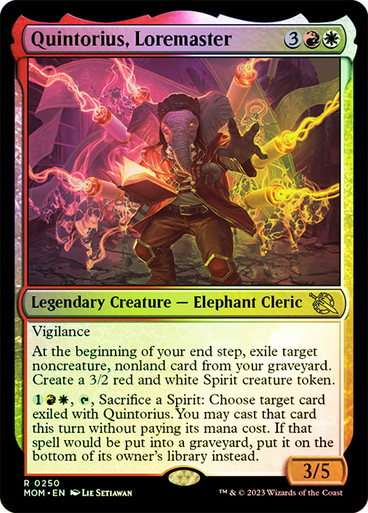 Quintorius, Loremaster 3
Legendary Creature — Elephant Cleric
Vigilance
At the beginning of your end step, exile target
noncreature, nonland card from your graveyard.
Create a 3/2 red and white Spirit creature token.
1, , Sacrifice a Spirit: Choose target card
exiled with Quintorius. You may cast that card
this turn without paying its mana cost. If that
spell would be put into a graveyard, put it on the
bottom of its owner's library instead.
3/5
R 0250
MOM • EN Lie Setiawan
™ & © 2023 Wizards of the Coast